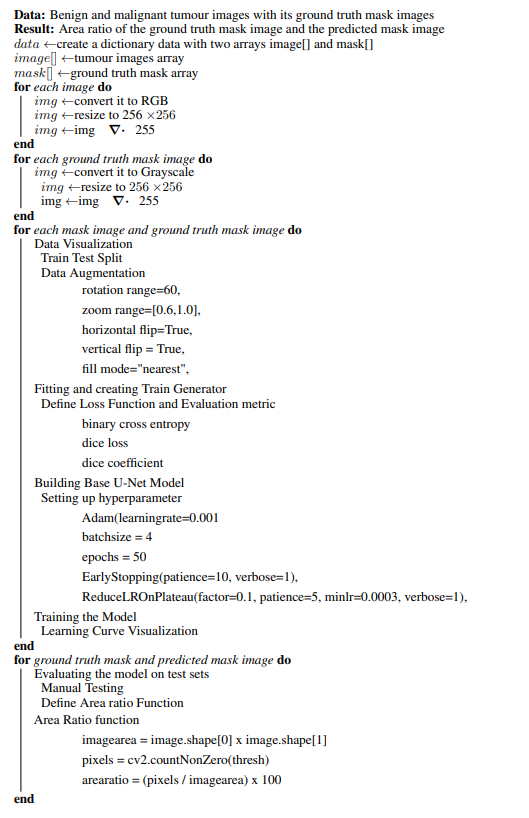 Data: Benign and malignant tumour images with its ground truth mask images
Result: Area ratio of the ground truth mask image and the predicted mask image
data ←create a dictionary data with two arrays image[] and mask[]
image[] ←tumour images array
mask[] ←ground truth mask array
for each image do
img ←convert it to RGB
img ←resize to 256 ×256
img ←img ∇· 255
end
for each ground truth mask image do
img ←convert it to Grayscale
img ←resize to 256 ×256
img ←img ∇· 255
end
for each mask image and ground truth mask image do
Data Visualization
Train Test Split
Data Augmentation
rotation range=60,
zoom range=[0.6,1.0],
horizontal flip=True,
vertical flip = True,
fill mode="nearest",
Fitting and creating Train Generator
Define Loss Function and Evaluation metric
binary cross entropy
dice loss
dice coefficient
Building Base U-Net Model
Setting up hyperparameter
Adam(learningrate=0.001
batchsize = 4
epochs = 50
EarlyStopping(patience=10, verbose=1),
ReduceLROnPlateau(factor=0.1, patience=5, minlr=0.0003, verbose=1),
Training the Model
Learning Curve Visualization
end
for ground truth mask and predicted mask image do
Evaluating the model on test sets
Manual Testing
Define Area ratio Function
Area Ratio function
imagearea = image.shape[0] x image.shape[1]
pixels = cv2.countNonZero(thresh)
arearatio = (pixels / imagearea) x 100
end